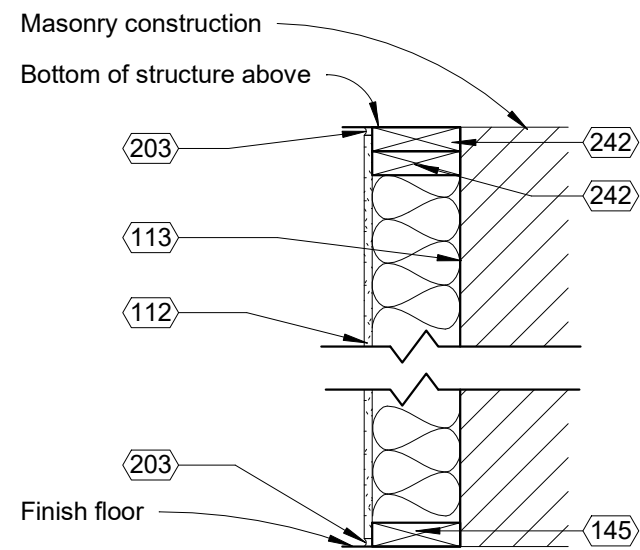 Masonry construction
Bottom of structure above
203
242
242
113
112
203
Finish floor
145